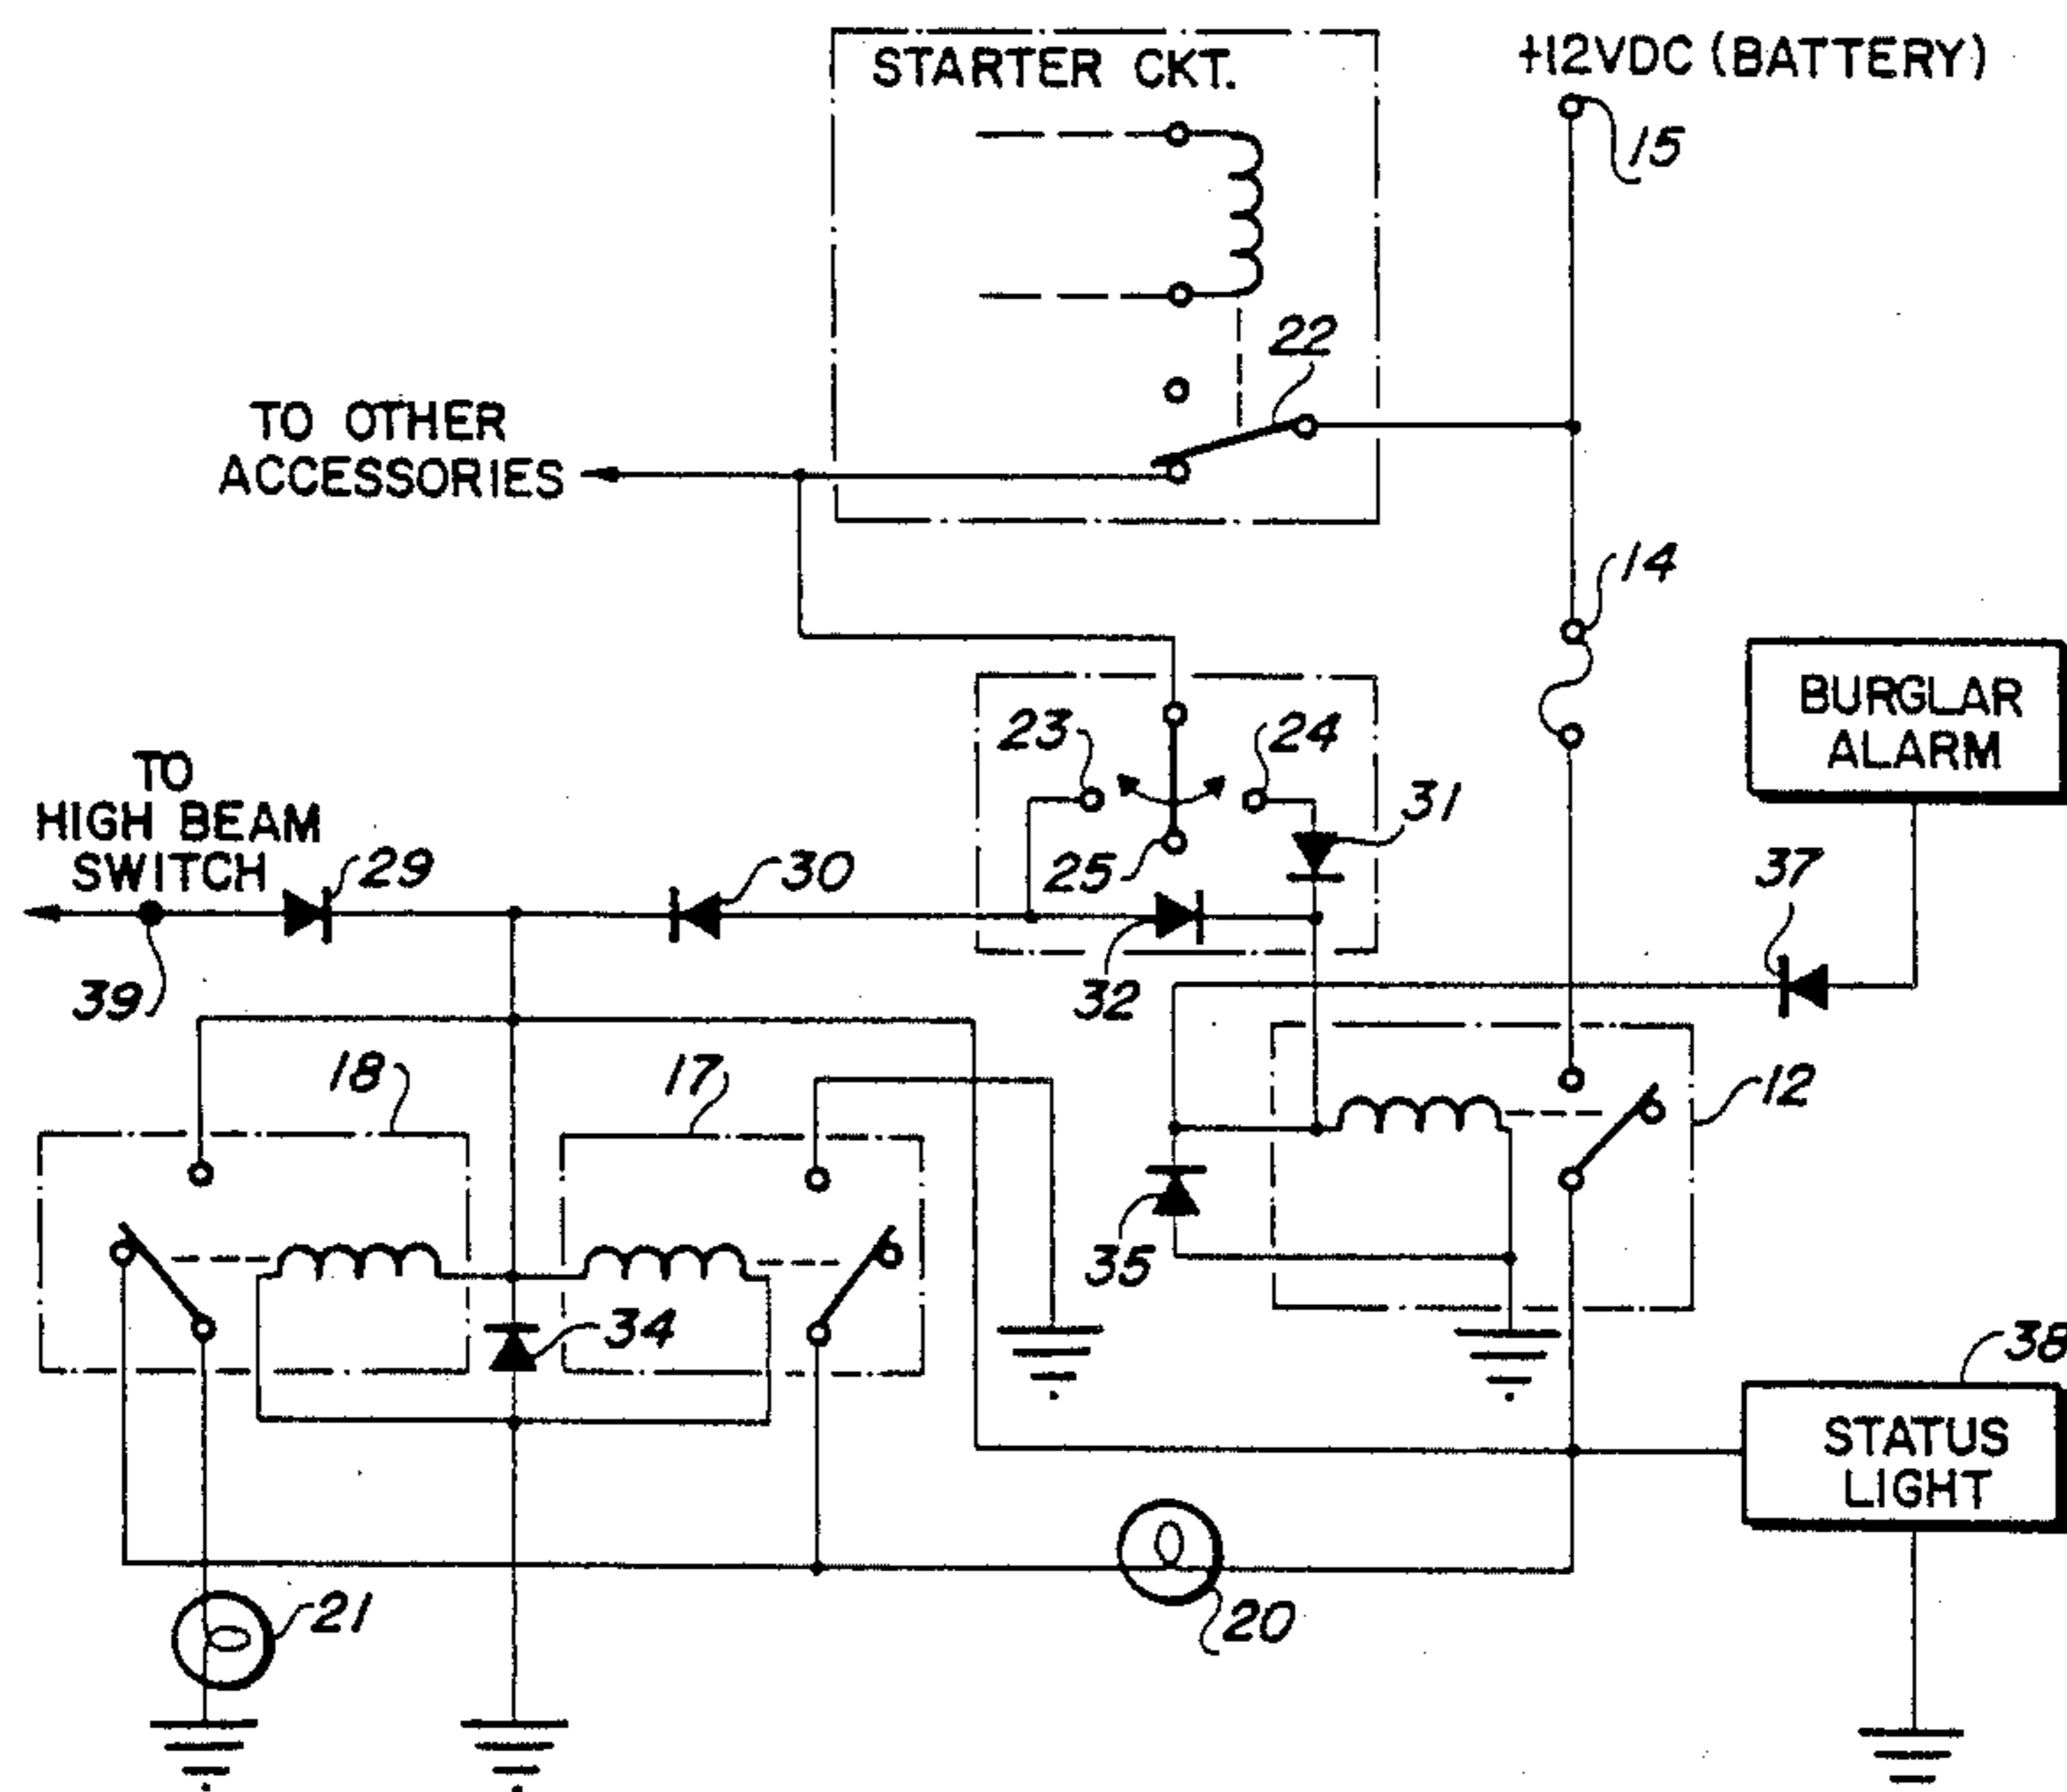 STARTER CKT.
+12VDC (BATTERY)
15
22
TO OTHER
ACCESSORIES
14
BURGLAR
ALARM
23
24
31
TO
HIGH BEAM
SWITCH
29
30
25
37
39
32
18
17
12
35
34
38
STATUS
LIGHT
21
20